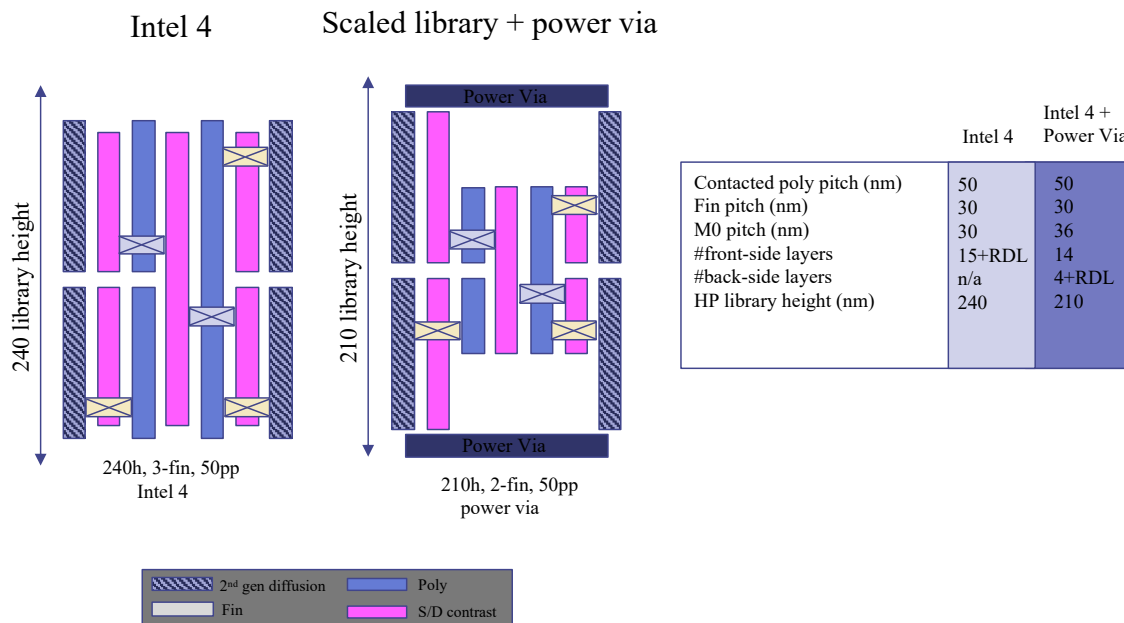 Intel 4
Scaled library + power via
240 library height
210 library height
Power Via
Power Via
240h, 3-fin, 50pp
Intel 4
210h, 2-fin, 50pp
power via
Intel 4
Intel 4 +
Power Via
Contacted poly pitch (nm) 50 50
Fin pitch (nm) 30 30
M0 pitch (nm) 30 36
#front-side layers 15+RDL 14
#back-side layers n/a 4+RDL
HP library height (nm) 240 210
2nd gen diffusion
Poly
Fin
S/D contrast